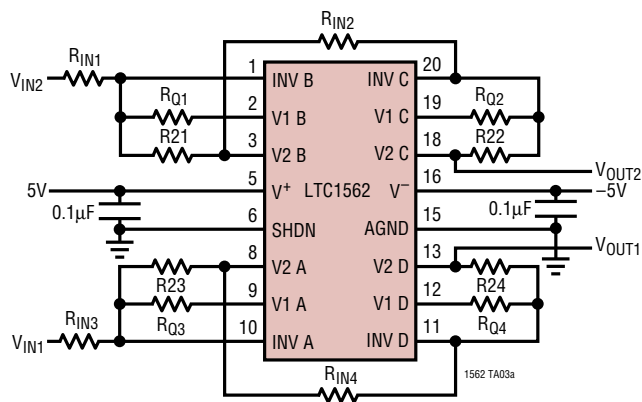 RIN2
RIN1
VIN2
1 INV B INV C 20
RQ1 2 V1 B V1 C 19 RQ2
R21 3 V2 B V2 C 18 R22
VOUT2
5V 5 V+ LTC1562 V− 16 −5V
0.1µF 6 SHDN AGND 15 0.1µF
VOUT1
R23 8 V2 A V2 D 13 R24
RQ3 9 V1 A V1 D 12 RQ4
RIN3
VIN1 10 INV A INV D 11
RIN4
1562 TA03a